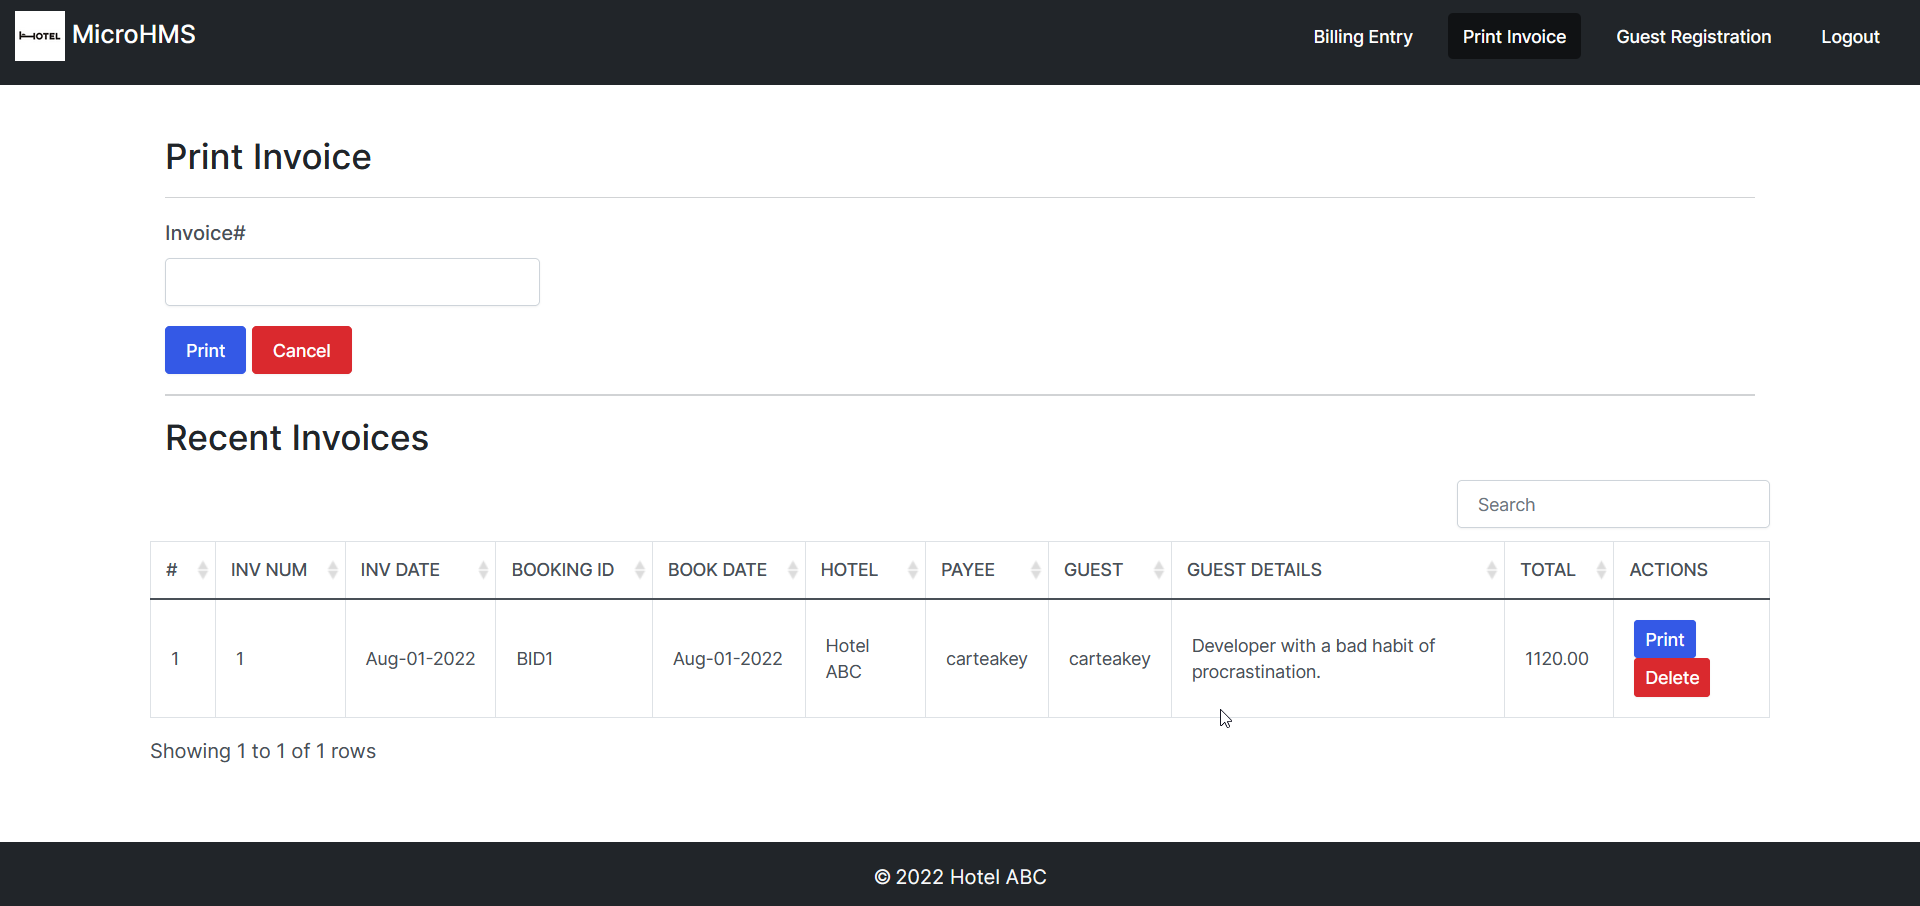 HOTEL MicroHMS Billing Entry Print Invoice Guest Registration Logout
Print Invoice
Invoice#
Print Cancel
Recent Invoices
Search
# INV NUM INV DATE BOOKING ID BOOK DATE HOTEL PAYEE GUEST GUEST DETAILS TOTAL ACTIONS
1 1 Aug-01-2022 BID1 Aug-01-2022 Hotel ABC carteakey carteakey Developer with a bad habit of procrastination. 1120.00 Print Delete
Showing 1 to 1 of 1 rows
© 2022 Hotel ABC